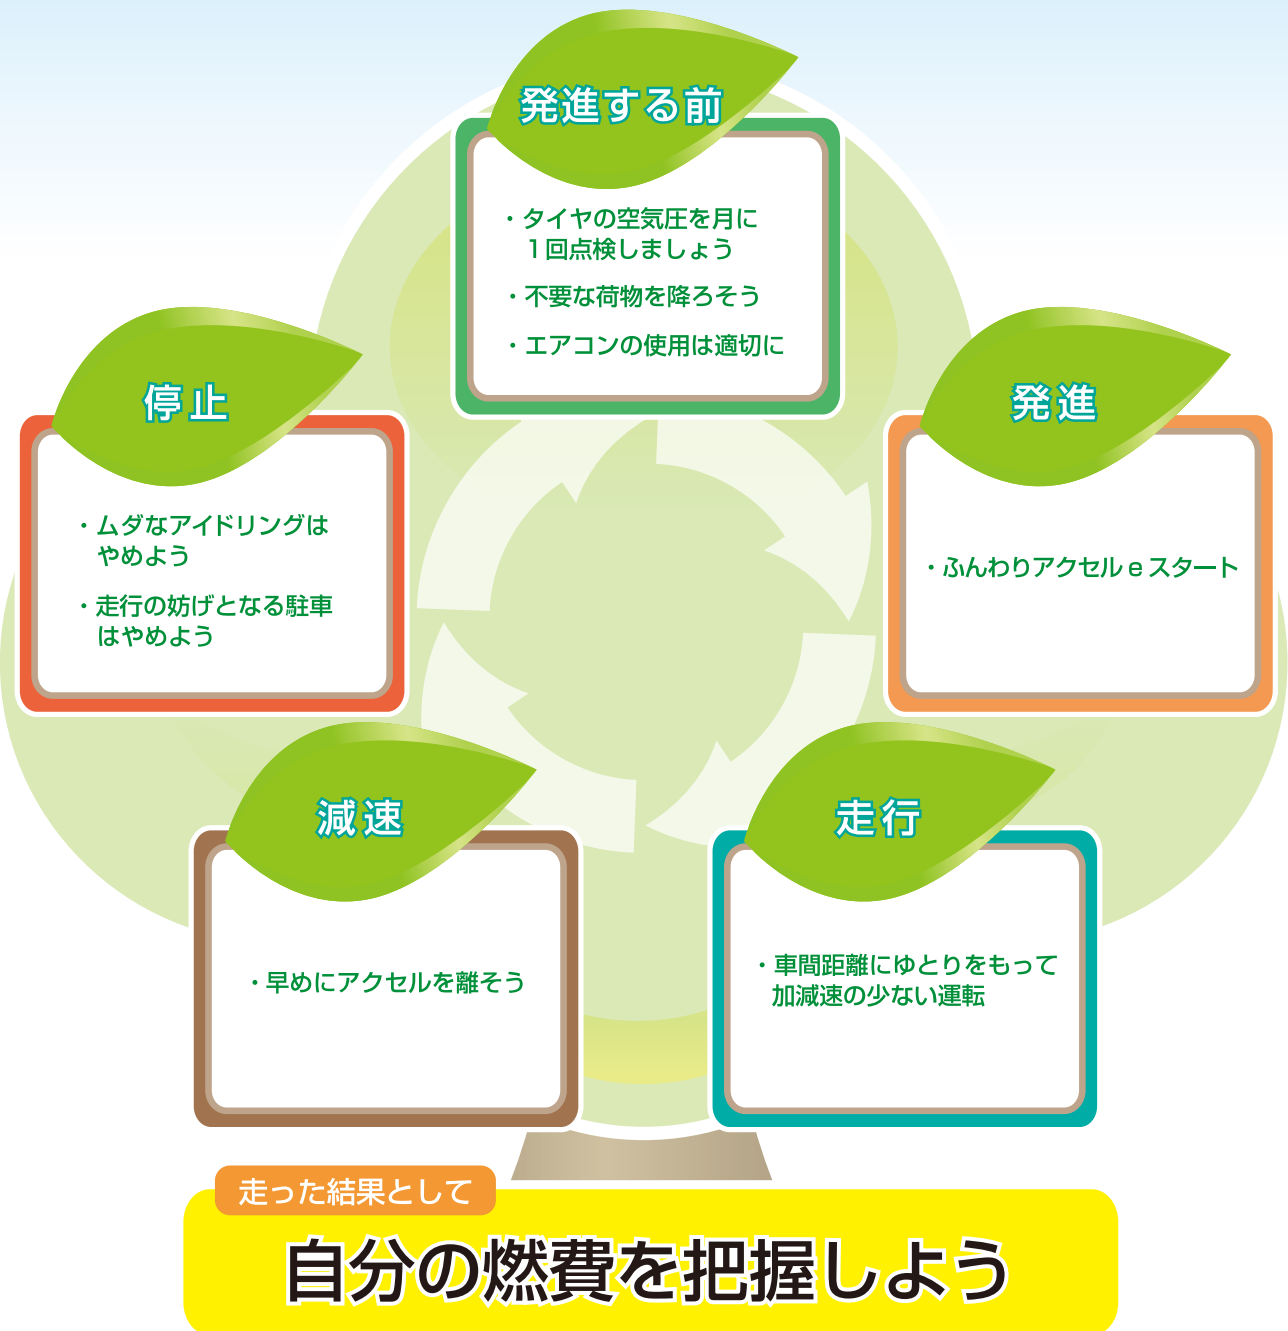 発進する前
・タイヤの空気圧を月に
１回点検しましょう
・不要な荷物を降ろそう
・エアコンの使用は適切に
発進
・ふんわりアクセルｅスタート
走行
・車間距離にゆとりをもって
加減速の少ない運転
減速
・早めにアクセルを離そう
停止
・ムダなアイドリングは
やめよう
・走行の妨げとなる駐車
はやめよう
走った結果として
自分の燃費を把握しよう